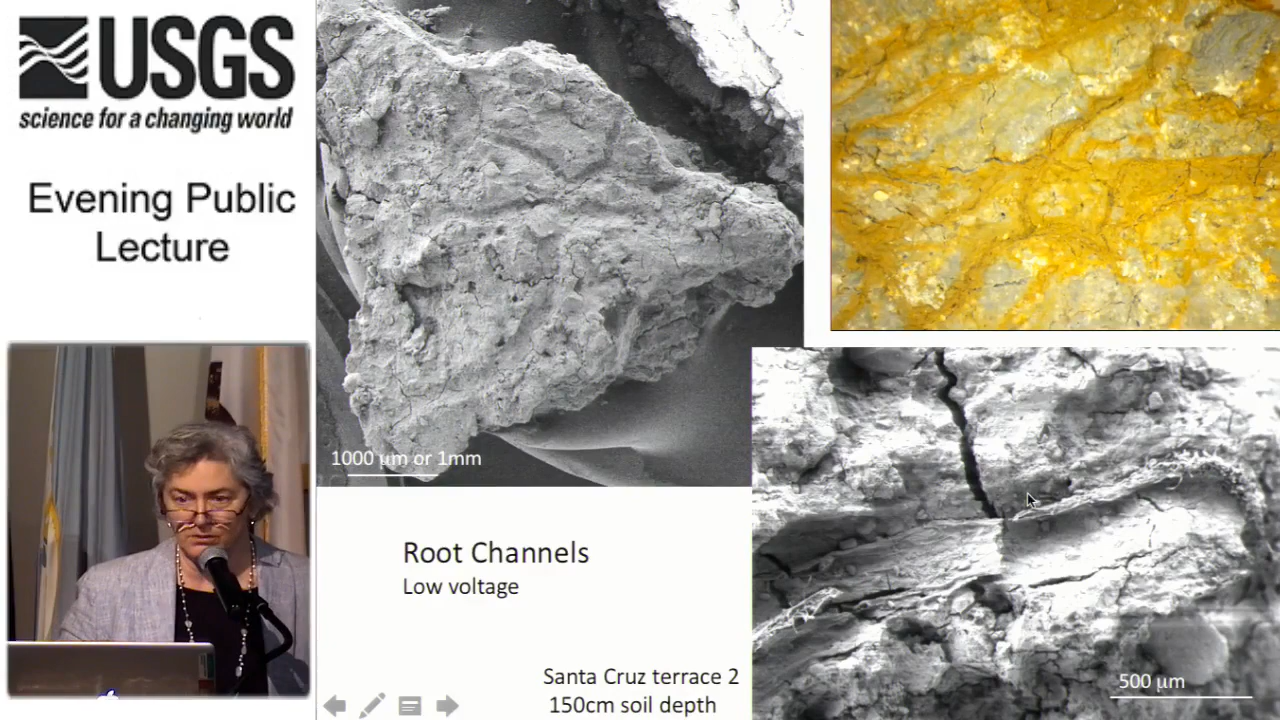 USGS
science for a changing world
Evening Public
Lecture
1000 µm or 1mm
Root Channels
Low voltage
Santa Cruz terrace 2
150cm soil depth
500 µm